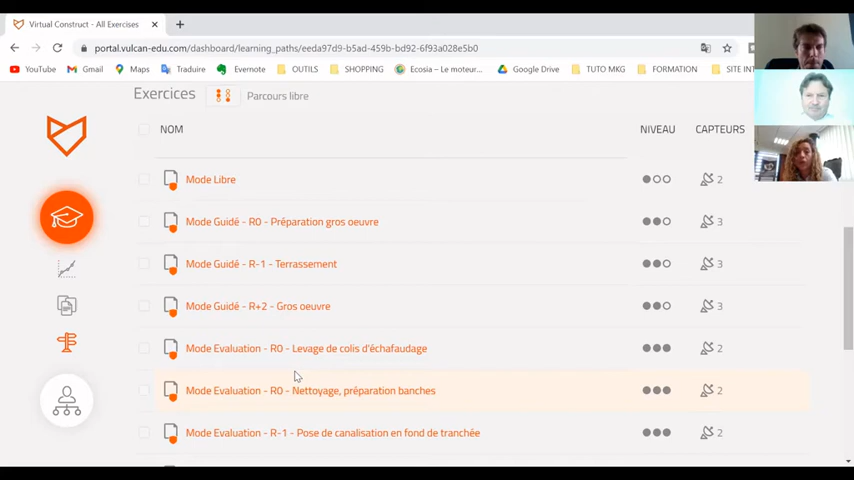 Virtual Construct - All Exercises
portal.vulcan-edu.com/dashboard/learning_paths/eeda97d9-b5ad-459b-bd92-6f93a028e5b0
YouTube Gmail Maps Traduire Evernote OUTILS SHOPPING Ecosia - Le moteur... Google Drive TUTO MKG FORMATION SITE INT
Exercices Parcours libre
NOM NIVEAU CAPTEURS
Mode Libre 2
Mode Guidé - R0 - Préparation gros oeuvre 3
Mode Guidé - R-1 - Terrassement 3
Mode Guidé - R+2 - Gros oeuvre 3
Mode Evaluation - R0 - Levage de colis d'échafaudage 2
Mode Evaluation - R0 - Nettoyage, préparation banches 2
Mode Evaluation - R-1 - Pose de canalisation en fond de tranchée 2